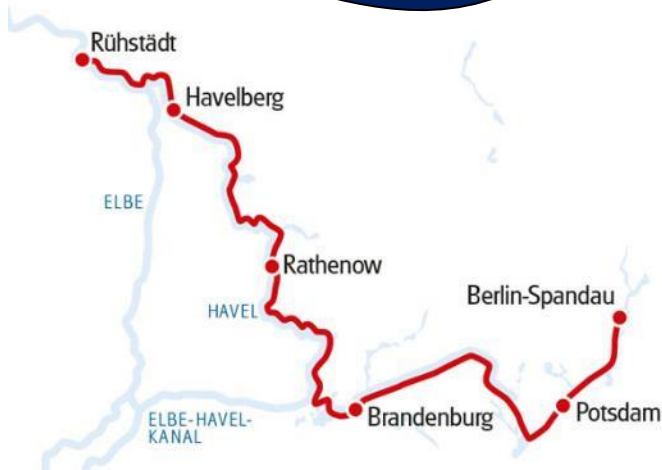 Rühstädt
Havelberg
ELBE
Rathenow
Berlin-Spandau
HAVEL
ELBE-HAVEL-
KANAL
Brandenburg
Potsdam